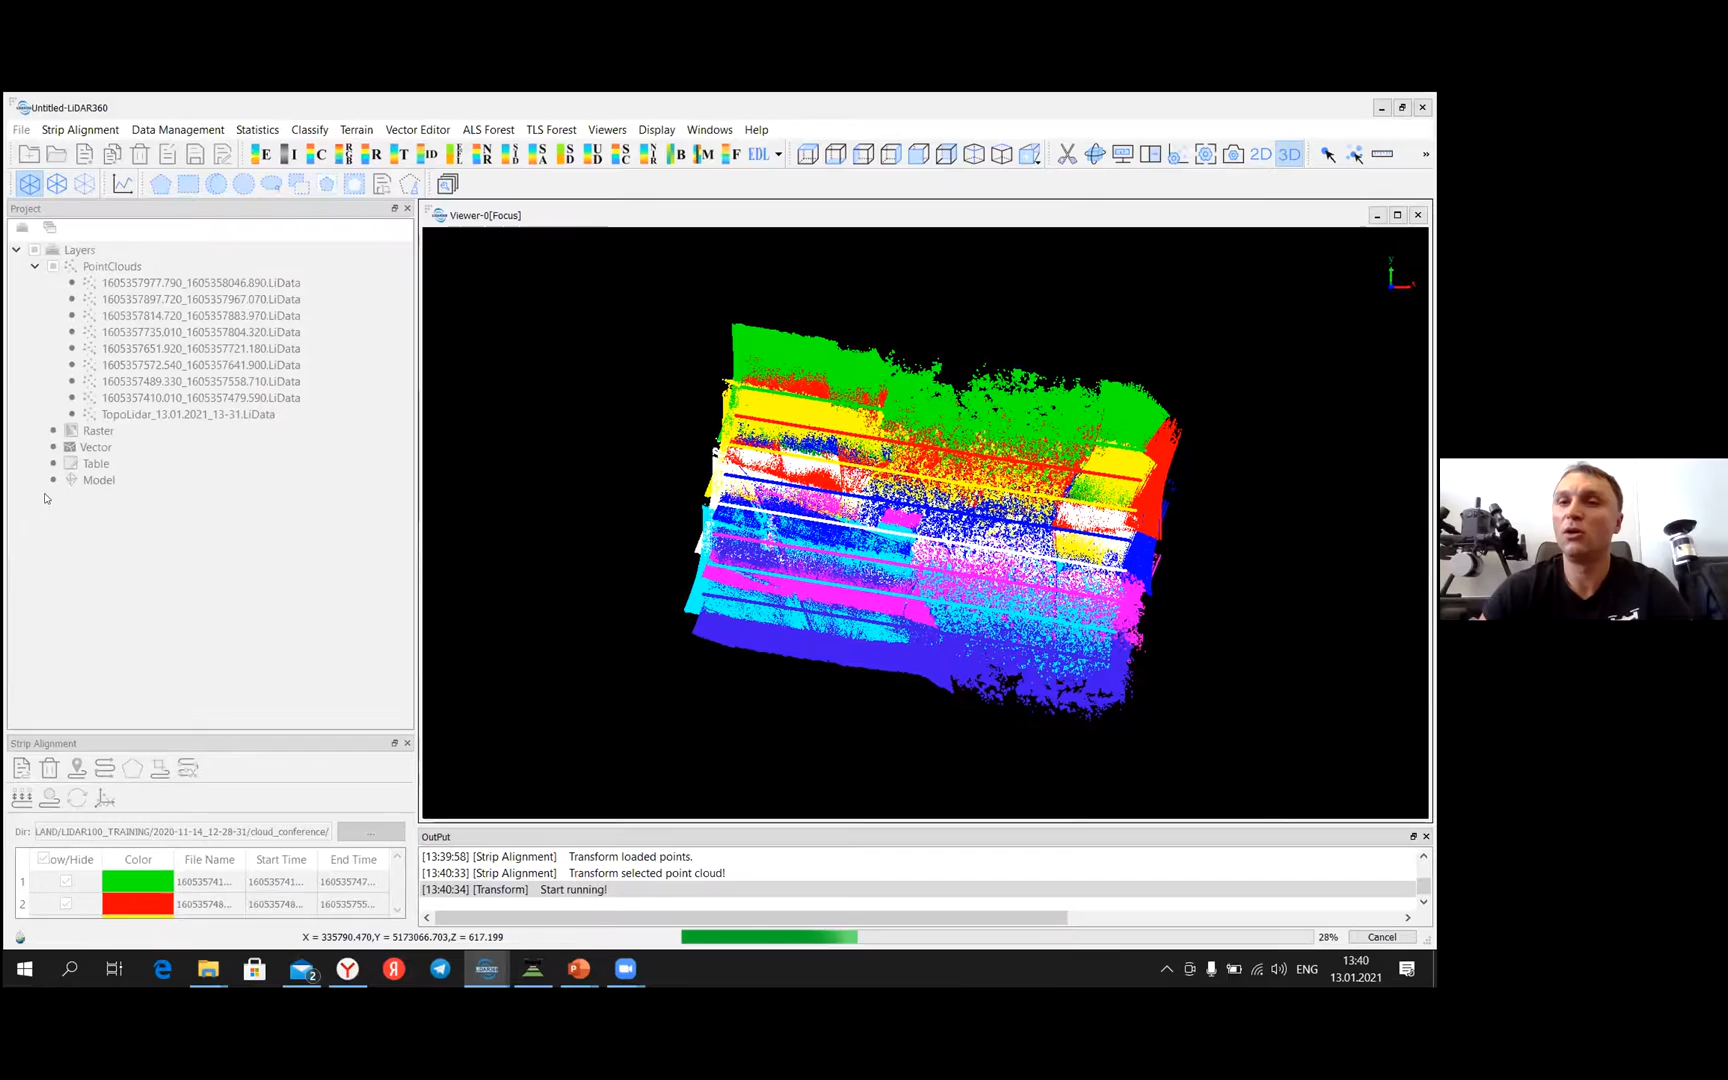 Untitled-LiDAR360
File Strip Alignment Data Management Statistics Classify Terrain Vector Editor ALS Forest TLS Forest Viewers Display Windows Help
EDL 2D 3D »
Project
Viewer-0[Focus]
Layers
PointClouds
1605357977.790_1605358046.890.LiData
1605357897.720_1605357967.070.LiData
1605357814.720_1605357883.970.LiData
1605357735.010_1605357804.320.LiData
1605357651.920_1605357721.180.LiData
1605357572.540_1605357641.900.LiData
1605357489.330_1605357558.710.LiData
1605357410.010_1605357479.590.LiData
TopoLidar_13.01.2021_13-31.LiData
Raster
Vector
Table
Model
Strip Alignment
Dir: LAND/LIDAR100_TRAINING/2020-11-14_12-28-31/cloud_conference/ ...
ow/Hide Color File Name Start Time End Time
1 160535741... 160535741... 160535747...
2 160535748... 160535748... 160535755...
OutPut
[13:39:58] [Strip Alignment] Transform loaded points.
[13:40:33] [Strip Alignment] Transform selected point cloud!
[13:40:34] [Transform] Start running!
X = 335790.470,Y = 5173066.703,Z = 617.199
28% Cancel
ENG
13:40
13.01.2021